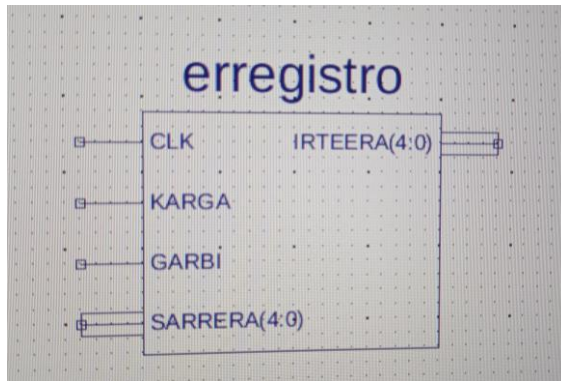 erregistro
CLK IRTEERA(4:0)
KARGA
GARBI
SARRERA(4:0)